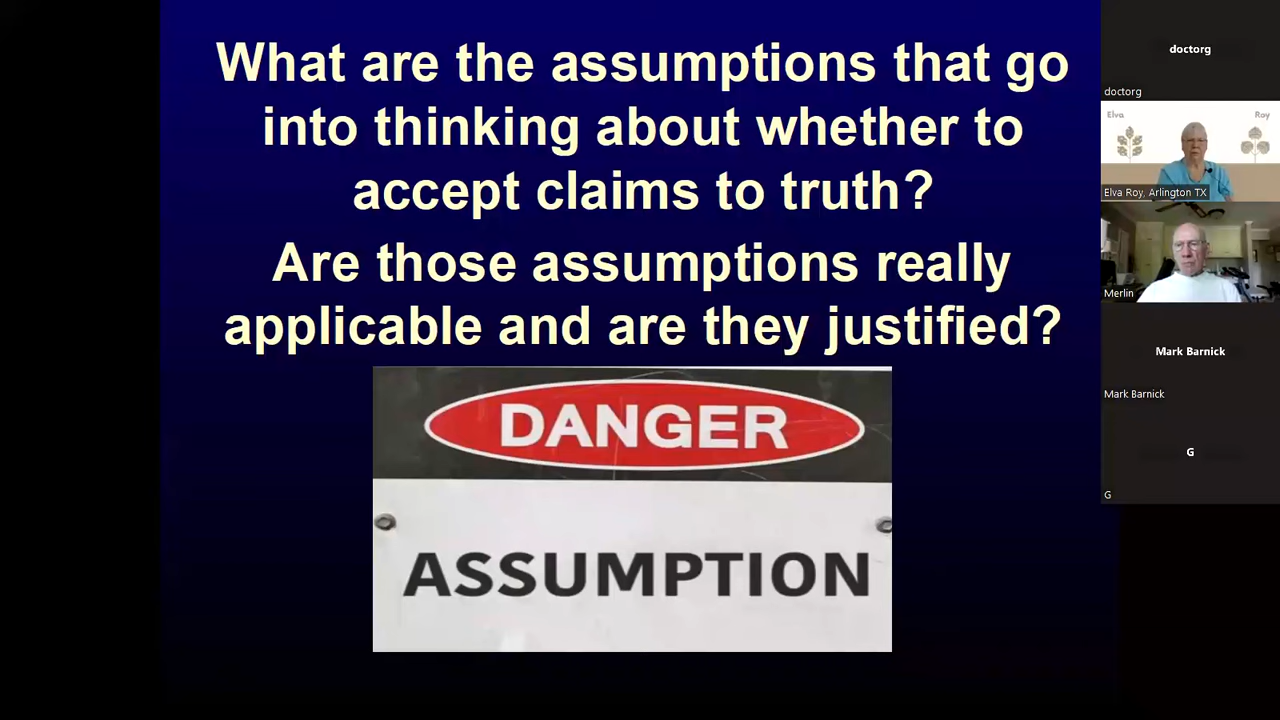 What are the assumptions that go
into thinking about whether to
accept claims to truth?
Are those assumptions really
applicable and are they justified?
DANGER
ASSUMPTION
doctorg
doctorg
Elva
Roy
Elva Roy, Arlington TX
Merlin
Mark Barnick
Mark Barnick
G
G